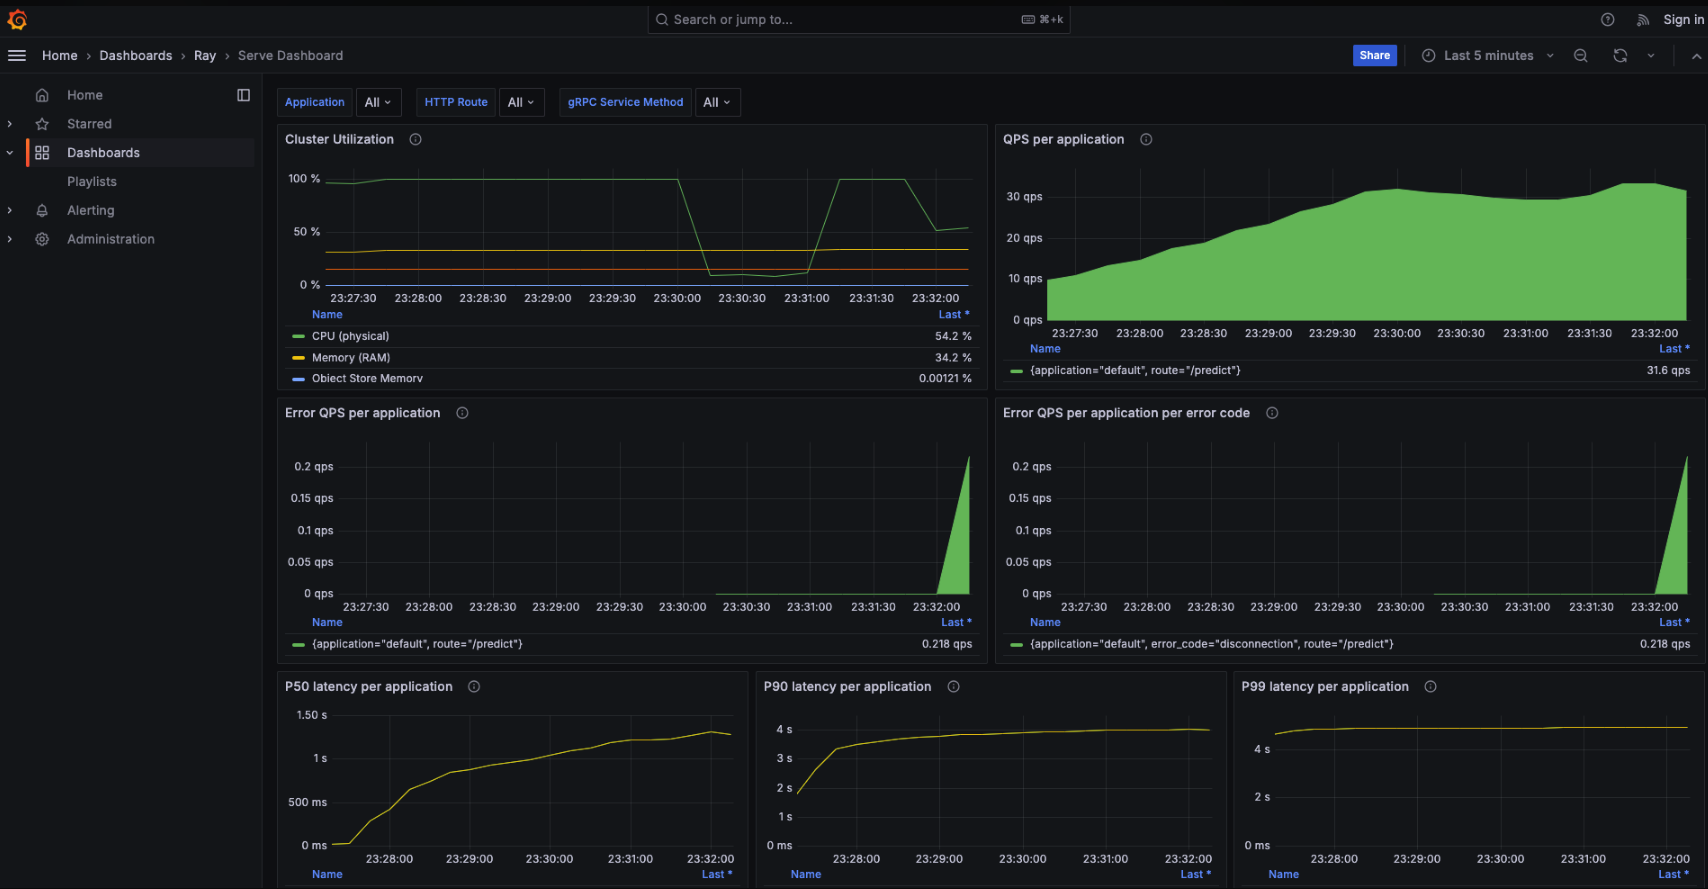 Search or jump to...
⌘+k
Sign in
Home › Dashboards › Ray › Serve Dashboard
Share
Last 5 minutes
Home
Starred
Dashboards
Playlists
Alerting
Administration
Application All
HTTP Route All
gRPC Service Method All
Cluster Utilization
100 %
50 %
0 %
23:27:30 23:28:00 23:28:30 23:29:00 23:29:30 23:30:00 23:30:30 23:31:00 23:31:30 23:32:00
Name Last *
CPU (physical) 54.2 %
Memory (RAM) 34.2 %
Object Store Memory 0.00121 %
QPS per application
30 qps
20 qps
10 qps
0 qps
23:27:30 23:28:00 23:28:30 23:29:00 23:29:30 23:30:00 23:30:30 23:31:00 23:31:30 23:32:00
Name Last *
{application="default", route="/predict"} 31.6 qps
Error QPS per application
0.2 qps
0.15 qps
0.1 qps
0.05 qps
0 qps
23:27:30 23:28:00 23:28:30 23:29:00 23:29:30 23:30:00 23:30:30 23:31:00 23:31:30 23:32:00
Name Last *
{application="default", route="/predict"} 0.218 qps
Error QPS per application per error code
0.2 qps
0.15 qps
0.1 qps
0.05 qps
0 qps
23:27:30 23:28:00 23:28:30 23:29:00 23:29:30 23:30:00 23:30:30 23:31:00 23:31:30 23:32:00
Name Last *
{application="default", error_code="disconnection", route="/predict"} 0.218 qps
P50 latency per application
1.50 s
1 s
500 ms
0 ms
23:28:00 23:29:00 23:30:00 23:31:00 23:32:00
Name Last *
P90 latency per application
4 s
3 s
2 s
1 s
0 ms
23:28:00 23:29:00 23:30:00 23:31:00 23:32:00
Name Last *
P99 latency per application
4 s
2 s
0 ms
23:28:00 23:29:00 23:30:00 23:31:00 23:32:00
Name Last *